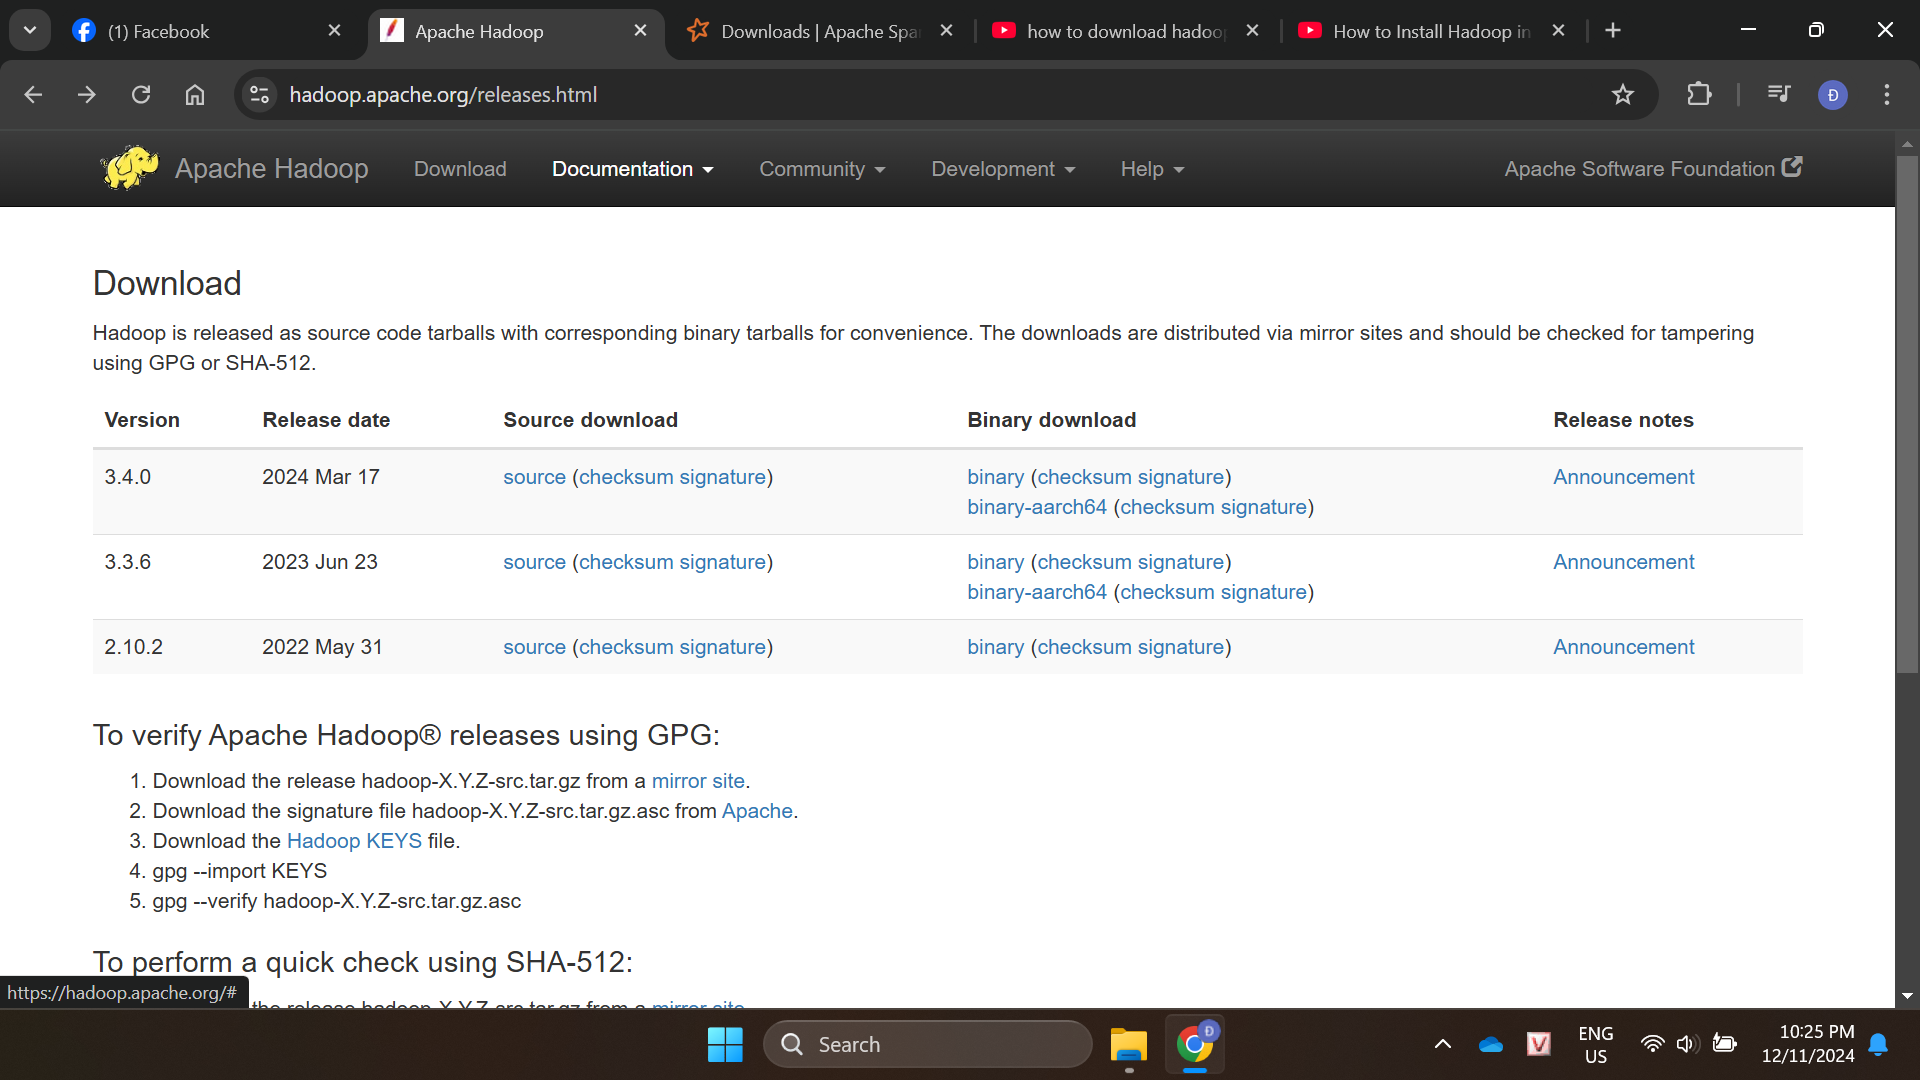 (1) Facebook
Apache Hadoop
Downloads | Apache Spa
how to download hadoo
How to Install Hadoop in
hadoop.apache.org/releases.html
Đ
Apache Hadoop
Download
Documentation
Community
Development
Help
Apache Software Foundation
Download
Hadoop is released as source code tarballs with corresponding binary tarballs for convenience. The downloads are distributed via mirror sites and should be checked for tampering
using GPG or SHA-512.
Version Release date Source download Binary download Release notes
3.4.0 2024 Mar 17 source (checksum signature) binary (checksum signature) Announcement
binary-aarch64 (checksum signature)
3.3.6 2023 Jun 23 source (checksum signature) binary (checksum signature) Announcement
binary-aarch64 (checksum signature)
2.10.2 2022 May 31 source (checksum signature) binary (checksum signature) Announcement
To verify Apache Hadoop® releases using GPG:
1. Download the release hadoop-X.Y.Z-src.tar.gz from a mirror site.
2. Download the signature file hadoop-X.Y.Z-src.tar.gz.asc from Apache.
3. Download the Hadoop KEYS file.
4. gpg --import KEYS
5. gpg --verify hadoop-X.Y.Z-src.tar.gz.asc
To perform a quick check using SHA-512:
the release hadoop-X.Y.Z-src.tar.gz from a mirror site.
https://hadoop.apache.org/#
Search
Đ
V
ENG
US
10:25 PM
12/11/2024